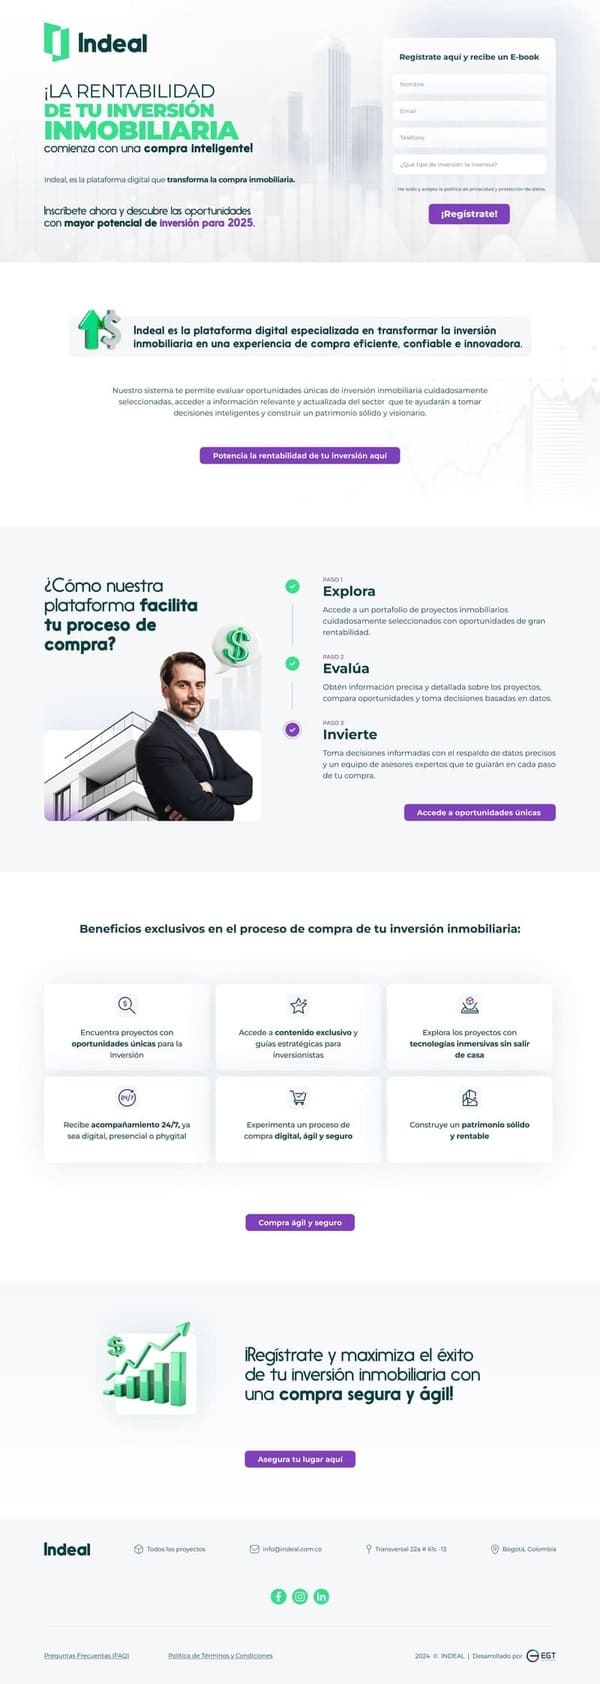 Indeal
¡LA RENTABILIDAD
DE TU INVERSIÓN
INMOBILIARIA
comienza con una compra inteligente!
Indeal, es la plataforma digital que transforma la compra inmobiliaria.
Inscríbete ahora y descubre las oportunidades
con mayor potencial de inversión para 2025.
Regístrate aquí y recibe un E-book
Nombre
Email
Teléfono
¿Qué tipo de inversión te interesa?
He leído y acepto la política de privacidad y protección de datos.
¡Regístrate!
Indeal es la plataforma digital especializada en transformar la inversión
inmobiliaria en una experiencia de compra eficiente, confiable e innovadora.
Nuestro sistema te permite evaluar oportunidades únicas de inversión inmobiliaria cuidadosamente
seleccionadas, acceder a información relevante y actualizada del sector que te ayudarán a tomar
decisiones inteligentes y construir un patrimonio sólido y visionario.
Potencia la rentabilidad de tu inversión aquí
¿Cómo nuestra
plataforma facilita
tu proceso de
compra?
PASO 1
Explora
Accede a un portafolio de proyectos inmobiliarios
cuidadosamente seleccionados con oportunidades de gran
rentabilidad.
PASO 2
Evalúa
Obtén información precisa y detallada sobre los proyectos,
compara oportunidades y toma decisiones basadas en datos.
PASO 3
Invierte
Toma decisiones informadas con el respaldo de datos precisos
y un equipo de asesores expertos que te guiarán en cada paso
de tu compra.
Accede a oportunidades únicas
Beneficios exclusivos en el proceso de compra de tu inversión inmobiliaria:
Encuentra proyectos con
oportunidades únicas para la
inversión
Accede a contenido exclusivo y
guías estratégicas para
inversionistas
Explora los proyectos con
tecnologías inmersivas sin salir
de casa
24/7
Recibe acompañamiento 24/7, ya
sea digital, presencial o phygital
Experimenta un proceso de
compra digital, ágil y seguro
Construye un patrimonio sólido
y rentable
Compra ágil y seguro
¡Regístrate y maximiza el éxito
de tu inversión inmobiliaria con
una compra segura y ágil!
Asegura tu lugar aquí
Indeal
Todos los proyectos
info@indeal.com.co
Transversal 22a # 61c -13
Bogotá, Colombia
Preguntas Frecuentes (FAQ)
Política de Términos y Condiciones
2024 © INDEAL | Desarrollado por EGT